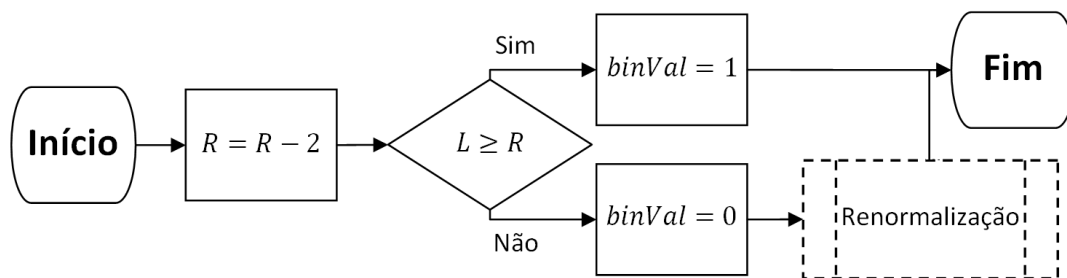 Início
R = R − 2
L ≥ R
Sim
binVal = 1
Fim
Não
binVal = 0
Renormalização